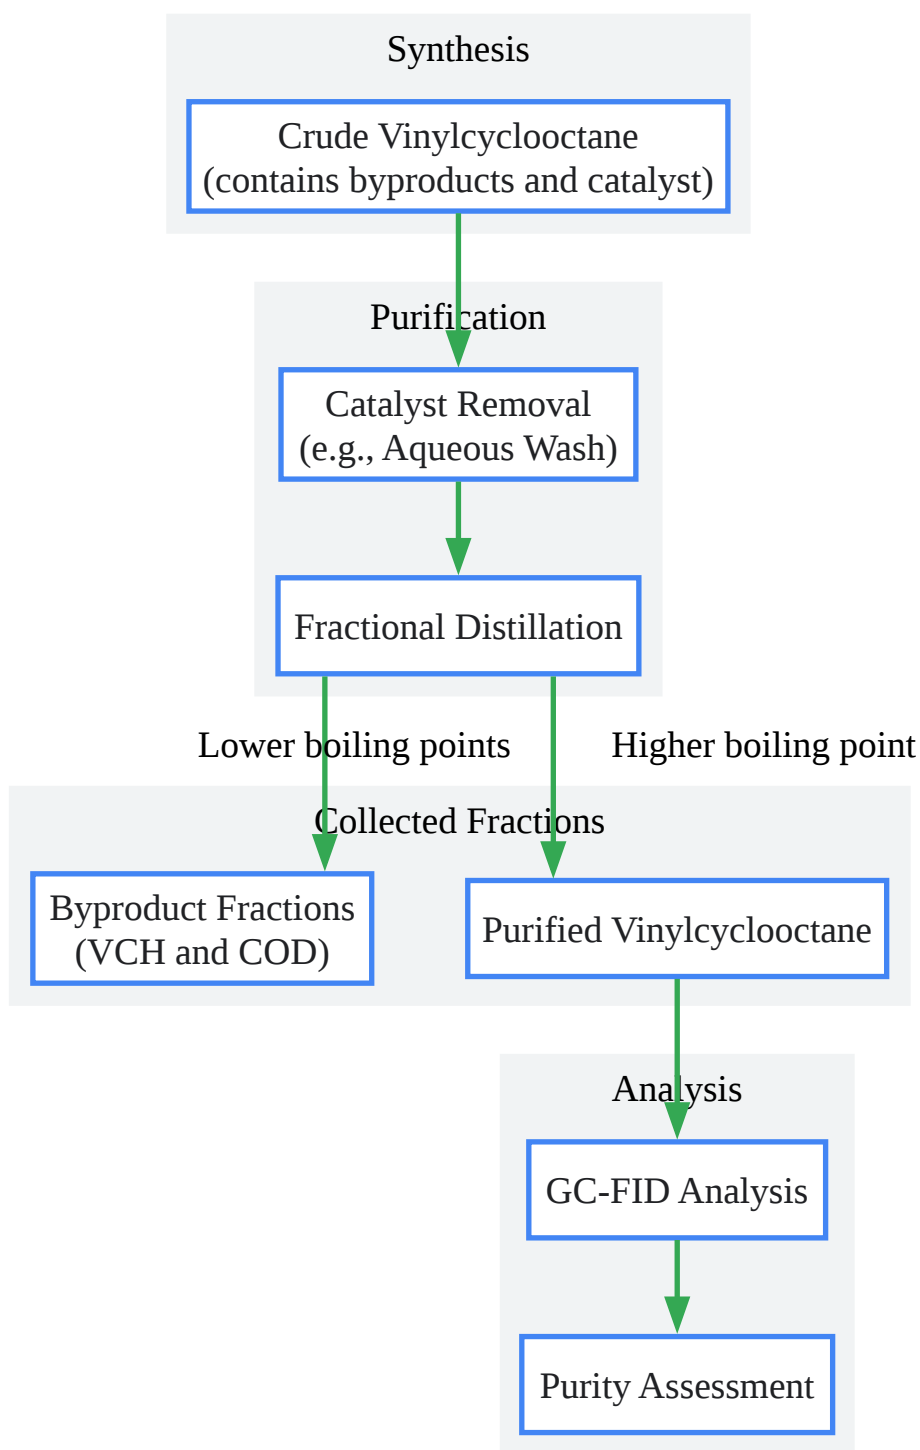 Synthesis
Crude Vinylcyclooctane
(contains byproducts and catalyst)
Purification
Catalyst Removal
(e.g., Aqueous Wash)
Fractional Distillation
Lower boiling points
Higher boiling point
Collected Fractions
Byproduct Fractions
(VCH and COD)
Purified Vinylcyclooctane
Analysis
GC-FID Analysis
Purity Assessment